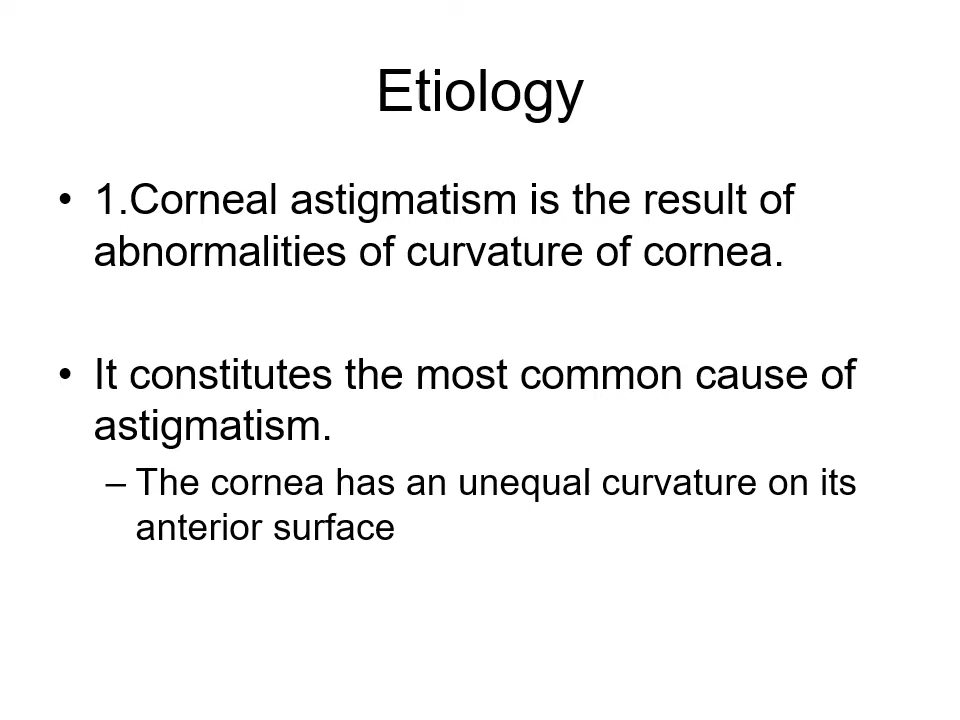 Etiology
• 1.Corneal astigmatism is the result of
abnormalities of curvature of cornea.
• It constitutes the most common cause of
astigmatism.
– The cornea has an unequal curvature on its
anterior surface